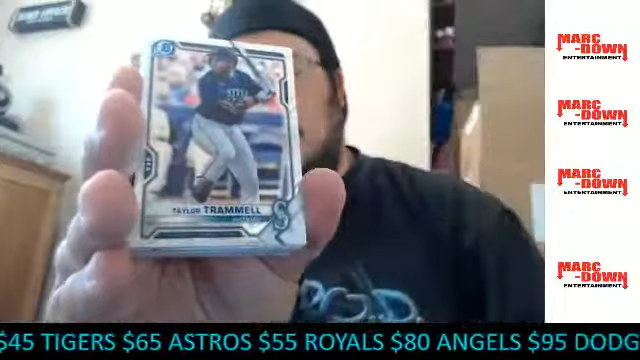 TAYLOR TRAMMELL
MARC
-DOWN
ENTERTAINMENT
MARC
-DOWN
ENTERTAINMENT
MARC
-DOWN
ENTERTAINMENT
MARC
-DOWN
ENTERTAINMENT
$45 TIGERS $65 ASTROS $55 ROYALS $80 ANGELS $95 DODG